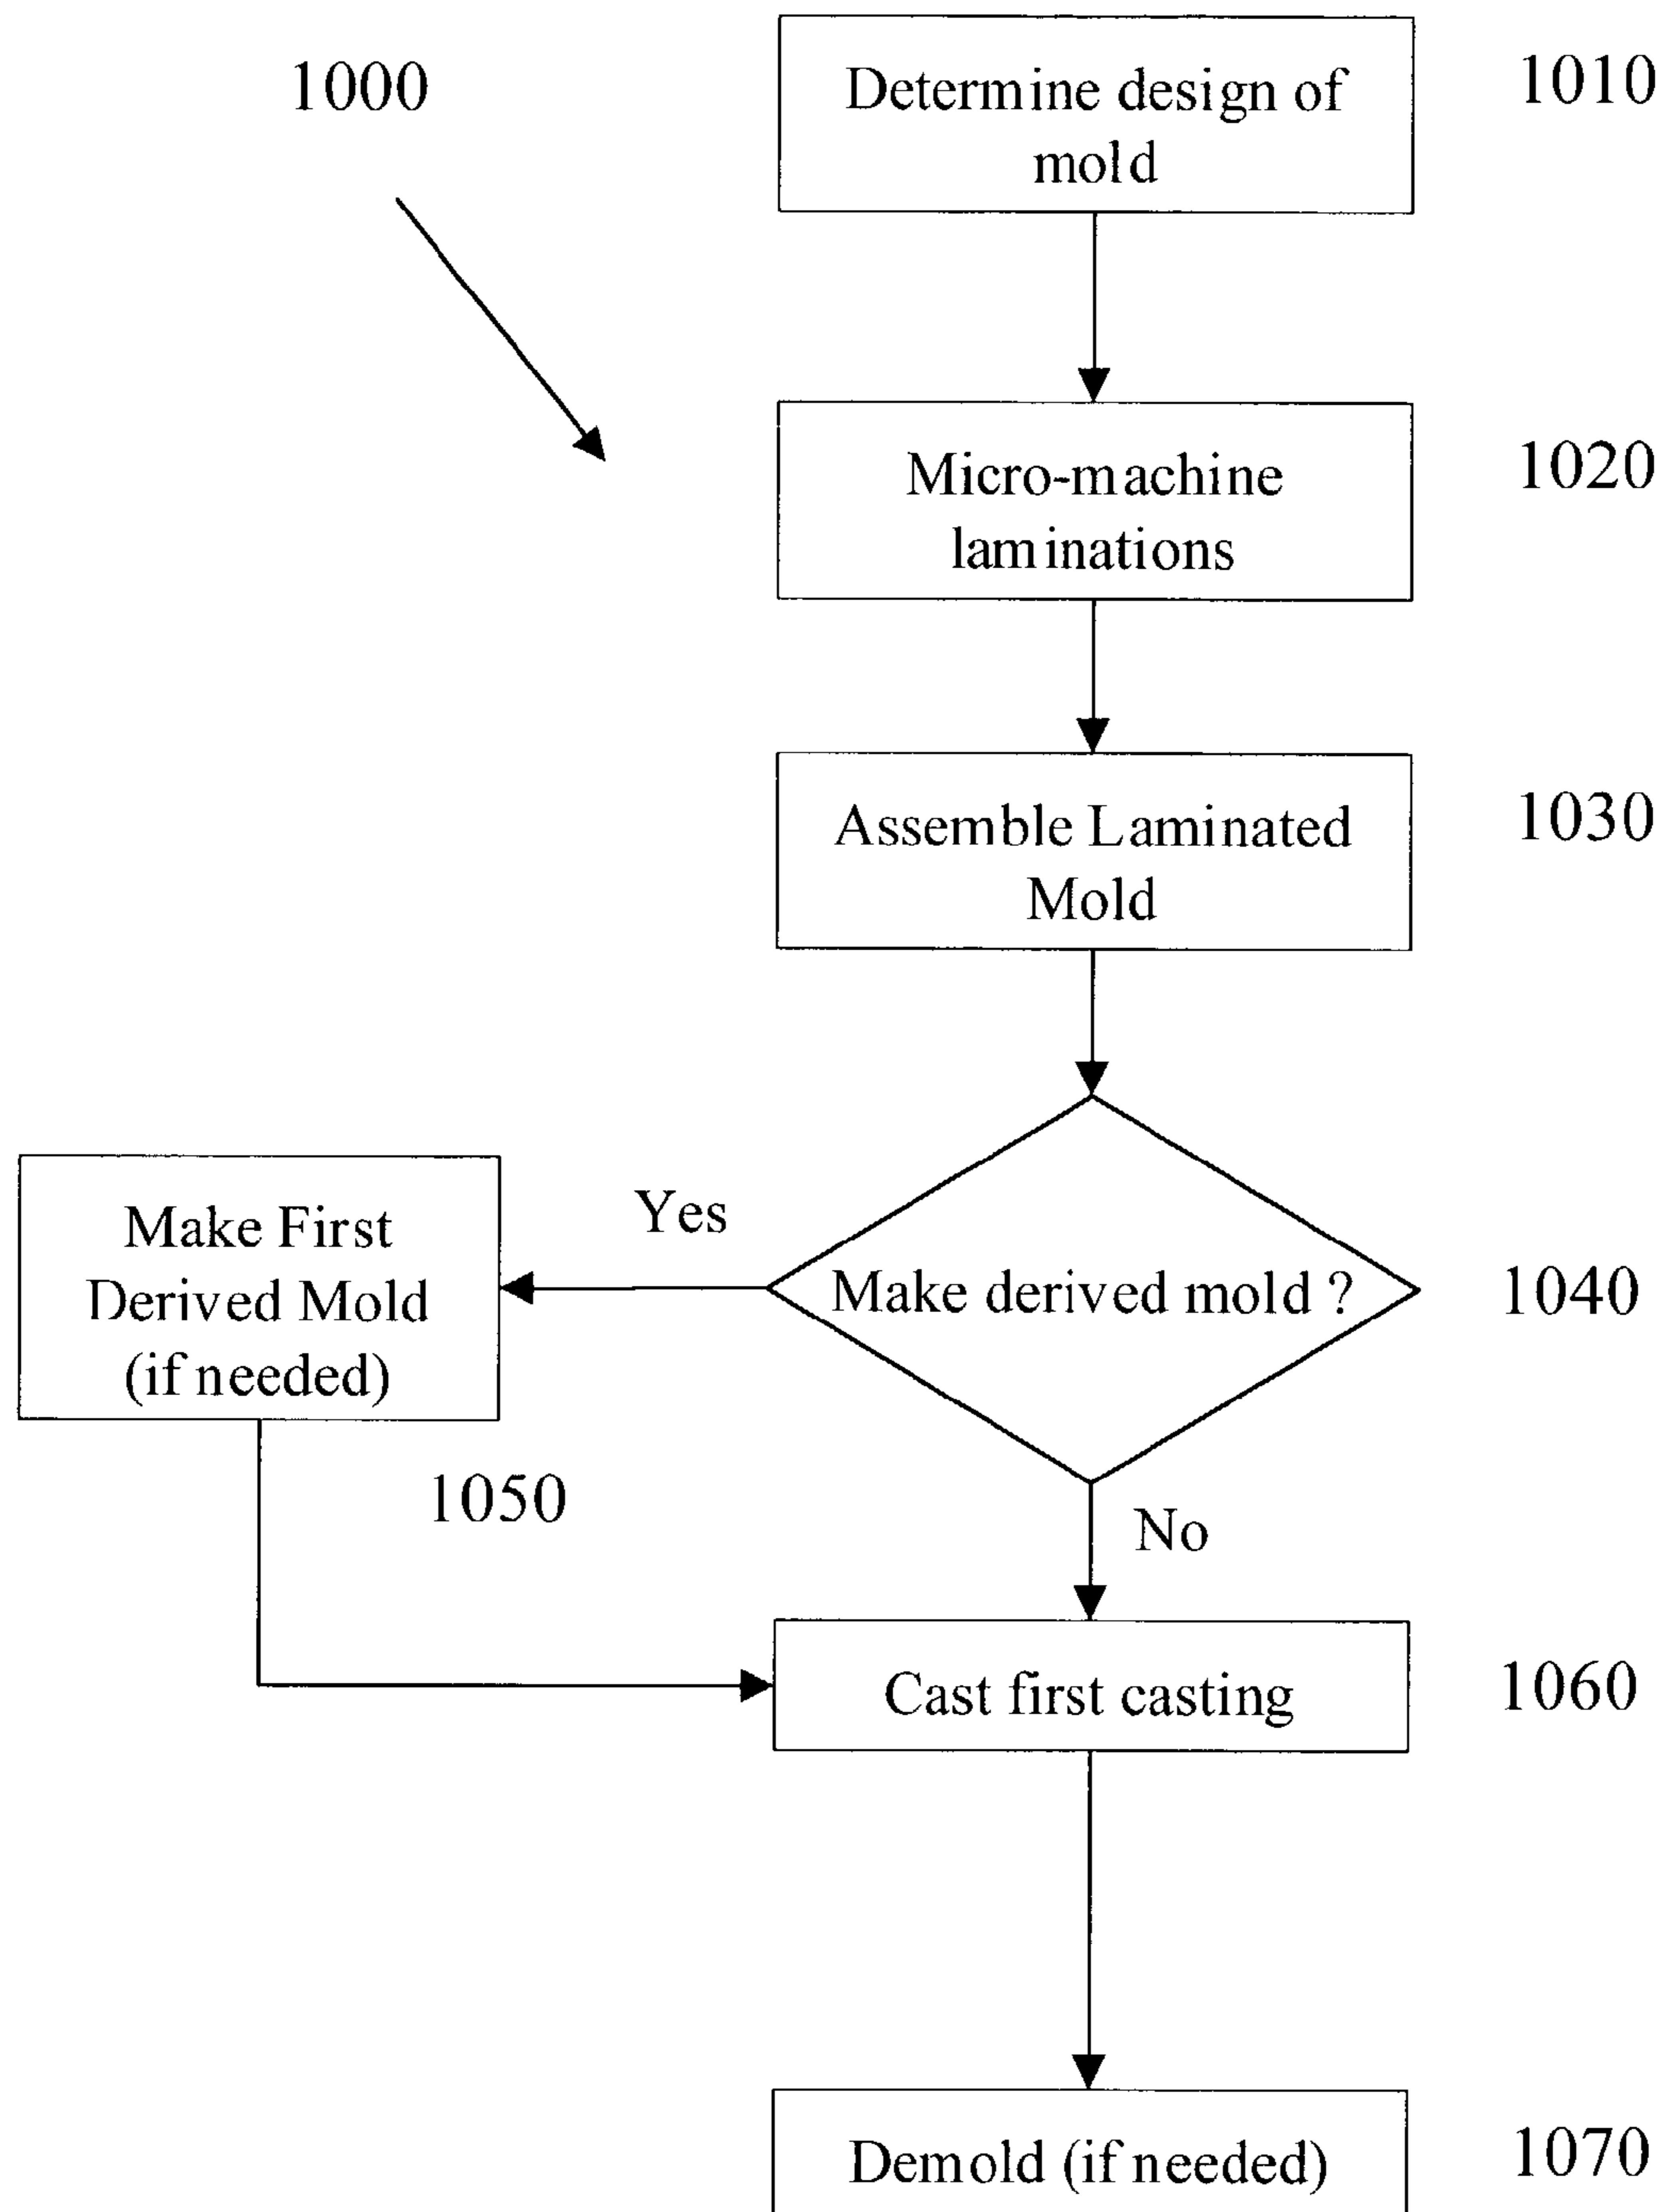 1000
Determine design of
mold
1010
Micro-machine
laminations
1020
Assemble Laminated
Mold
1030
Make derived mold ?
1040
Yes
Make First
Derived Mold
(if needed)
1050
No
Cast first casting
1060
Demold (if needed)
1070